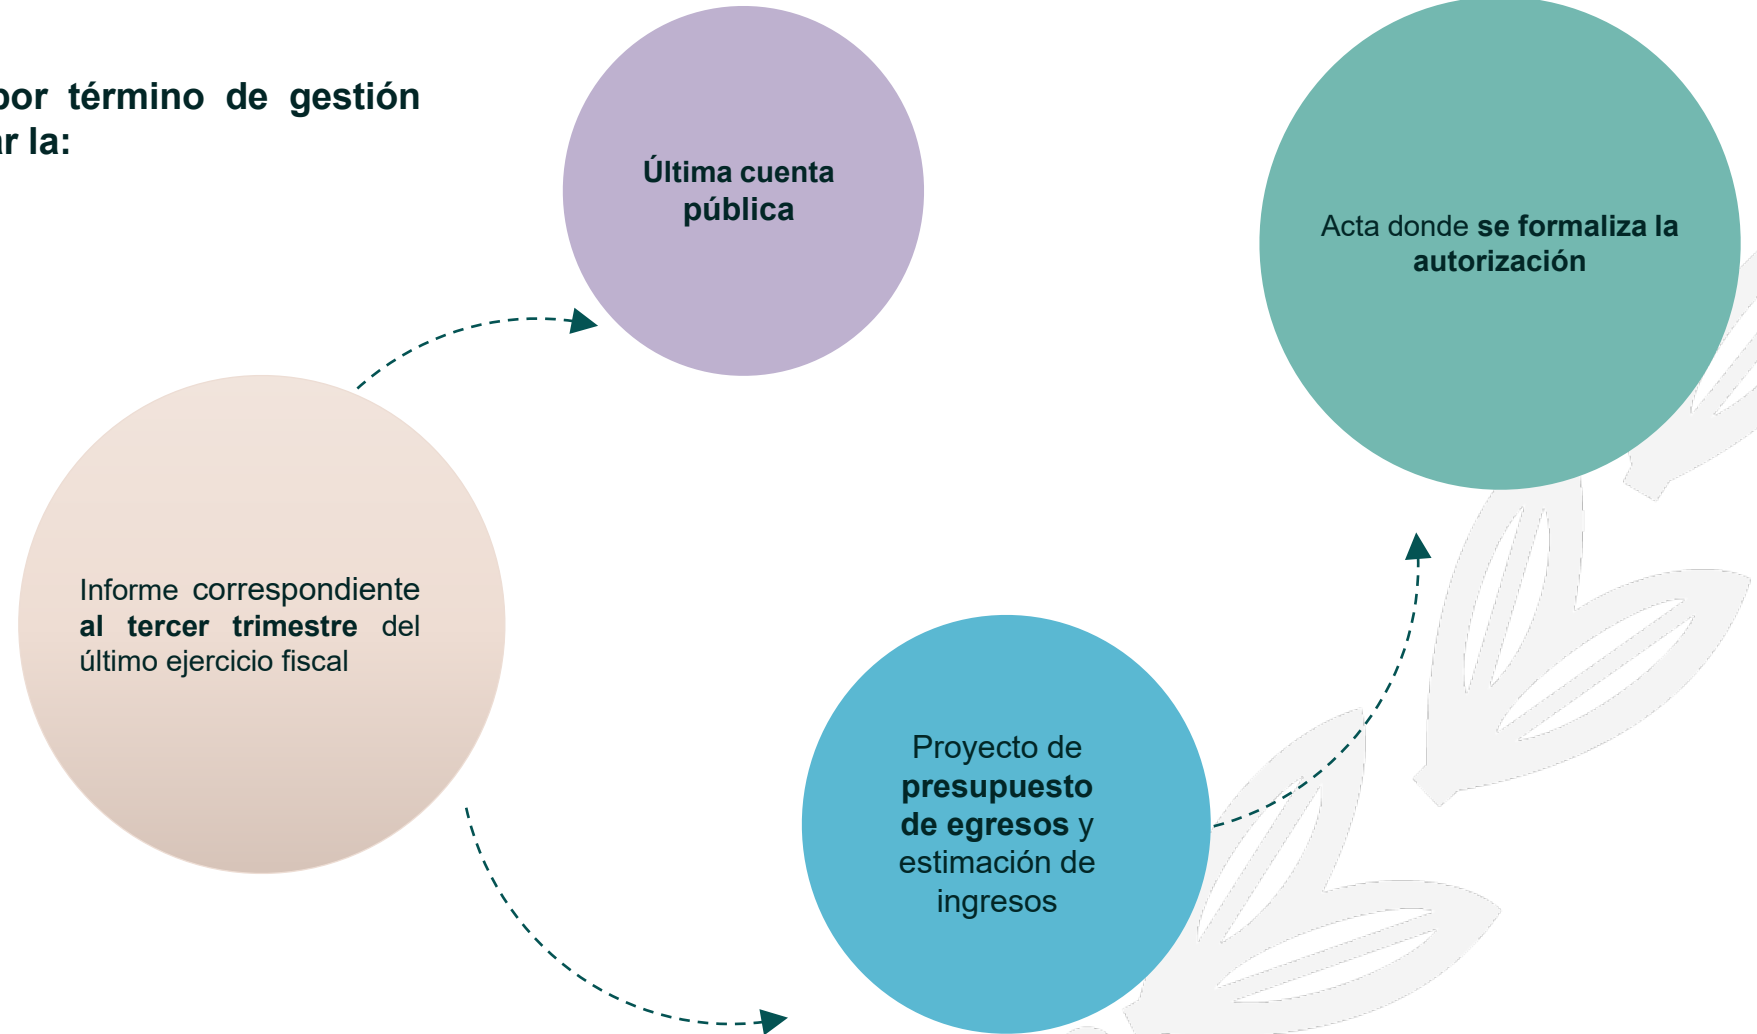 por término de gestión
ar la:
Última cuenta
pública
Acta donde se formaliza la
autorización
Informe correspondiente
al tercer trimestre del
último ejercicio fiscal
Proyecto de
presupuesto
de egresos y
estimación de
ingresos